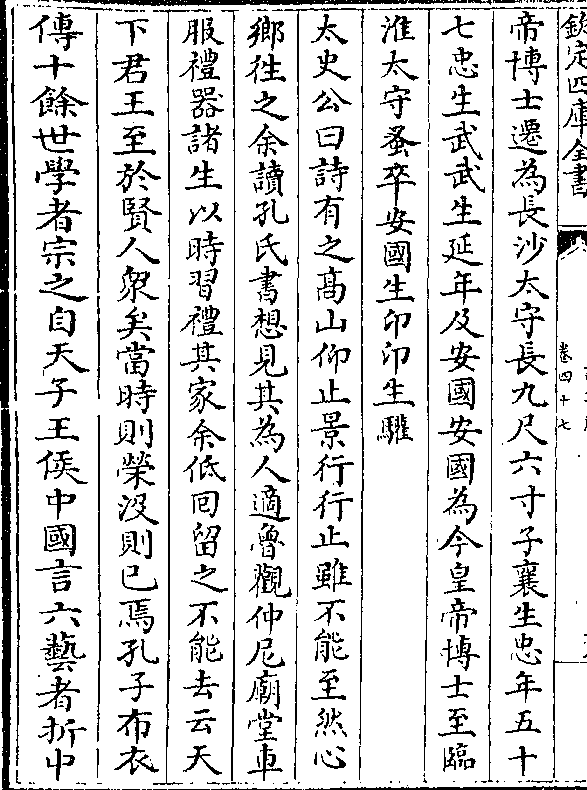 欽定四庫全書
卷四十七
帝博士遷為長沙太守長九尺六寸子襄生忠年五十
七忠生武武生延年及安國安國為今皇帝博士至臨
淮太守蚤卒安國生卬卬生驩
太史公曰詩有之髙山仰止景行行止雖不能至然心
鄉徃之余讀孔氏書想見其為人適魯觀仲尼廟堂車
服禮器諸生以時習禮其家余低囘留之不能去云天
下君王至於賢人衆矣當時則榮沒則已焉孔子布衣
傳十餘世學者宗之自天子王侯中國言六藝者折中